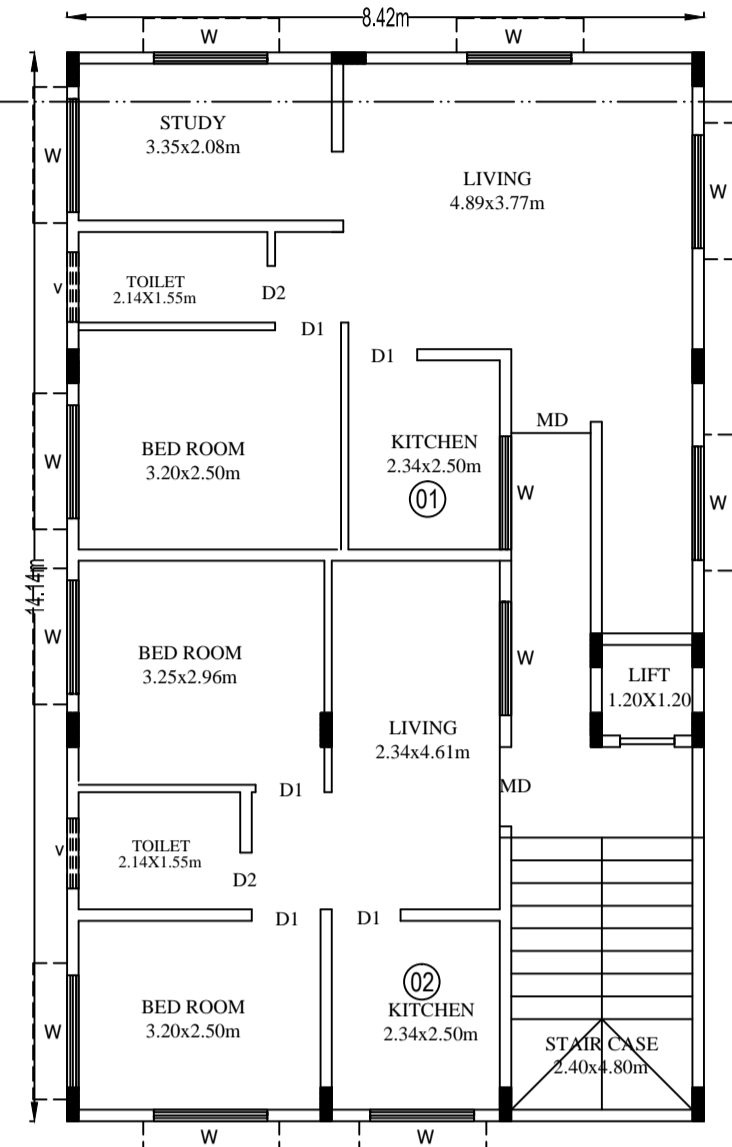 8.42m
W
W
STUDY
3.35x2.08m
W
LIVING
4.89x3.77m
W
TOILET
2.14X1.55m
V
D2
D1
D1
MD
BED ROOM
3.20x2.50m
W
KITCHEN
2.34x2.50m
01
W
W
14.14m
BED ROOM
3.25x2.96m
W
W
LIFT
1.20X1.20
LIVING
2.34x4.61m
D1
MD
TOILET
2.14X1.55m
V
D2
D1
D1
02
BED ROOM
3.20x2.50m
KITCHEN
2.34x2.50m
W
STAIR CASE
2.40x4.80m
W
W